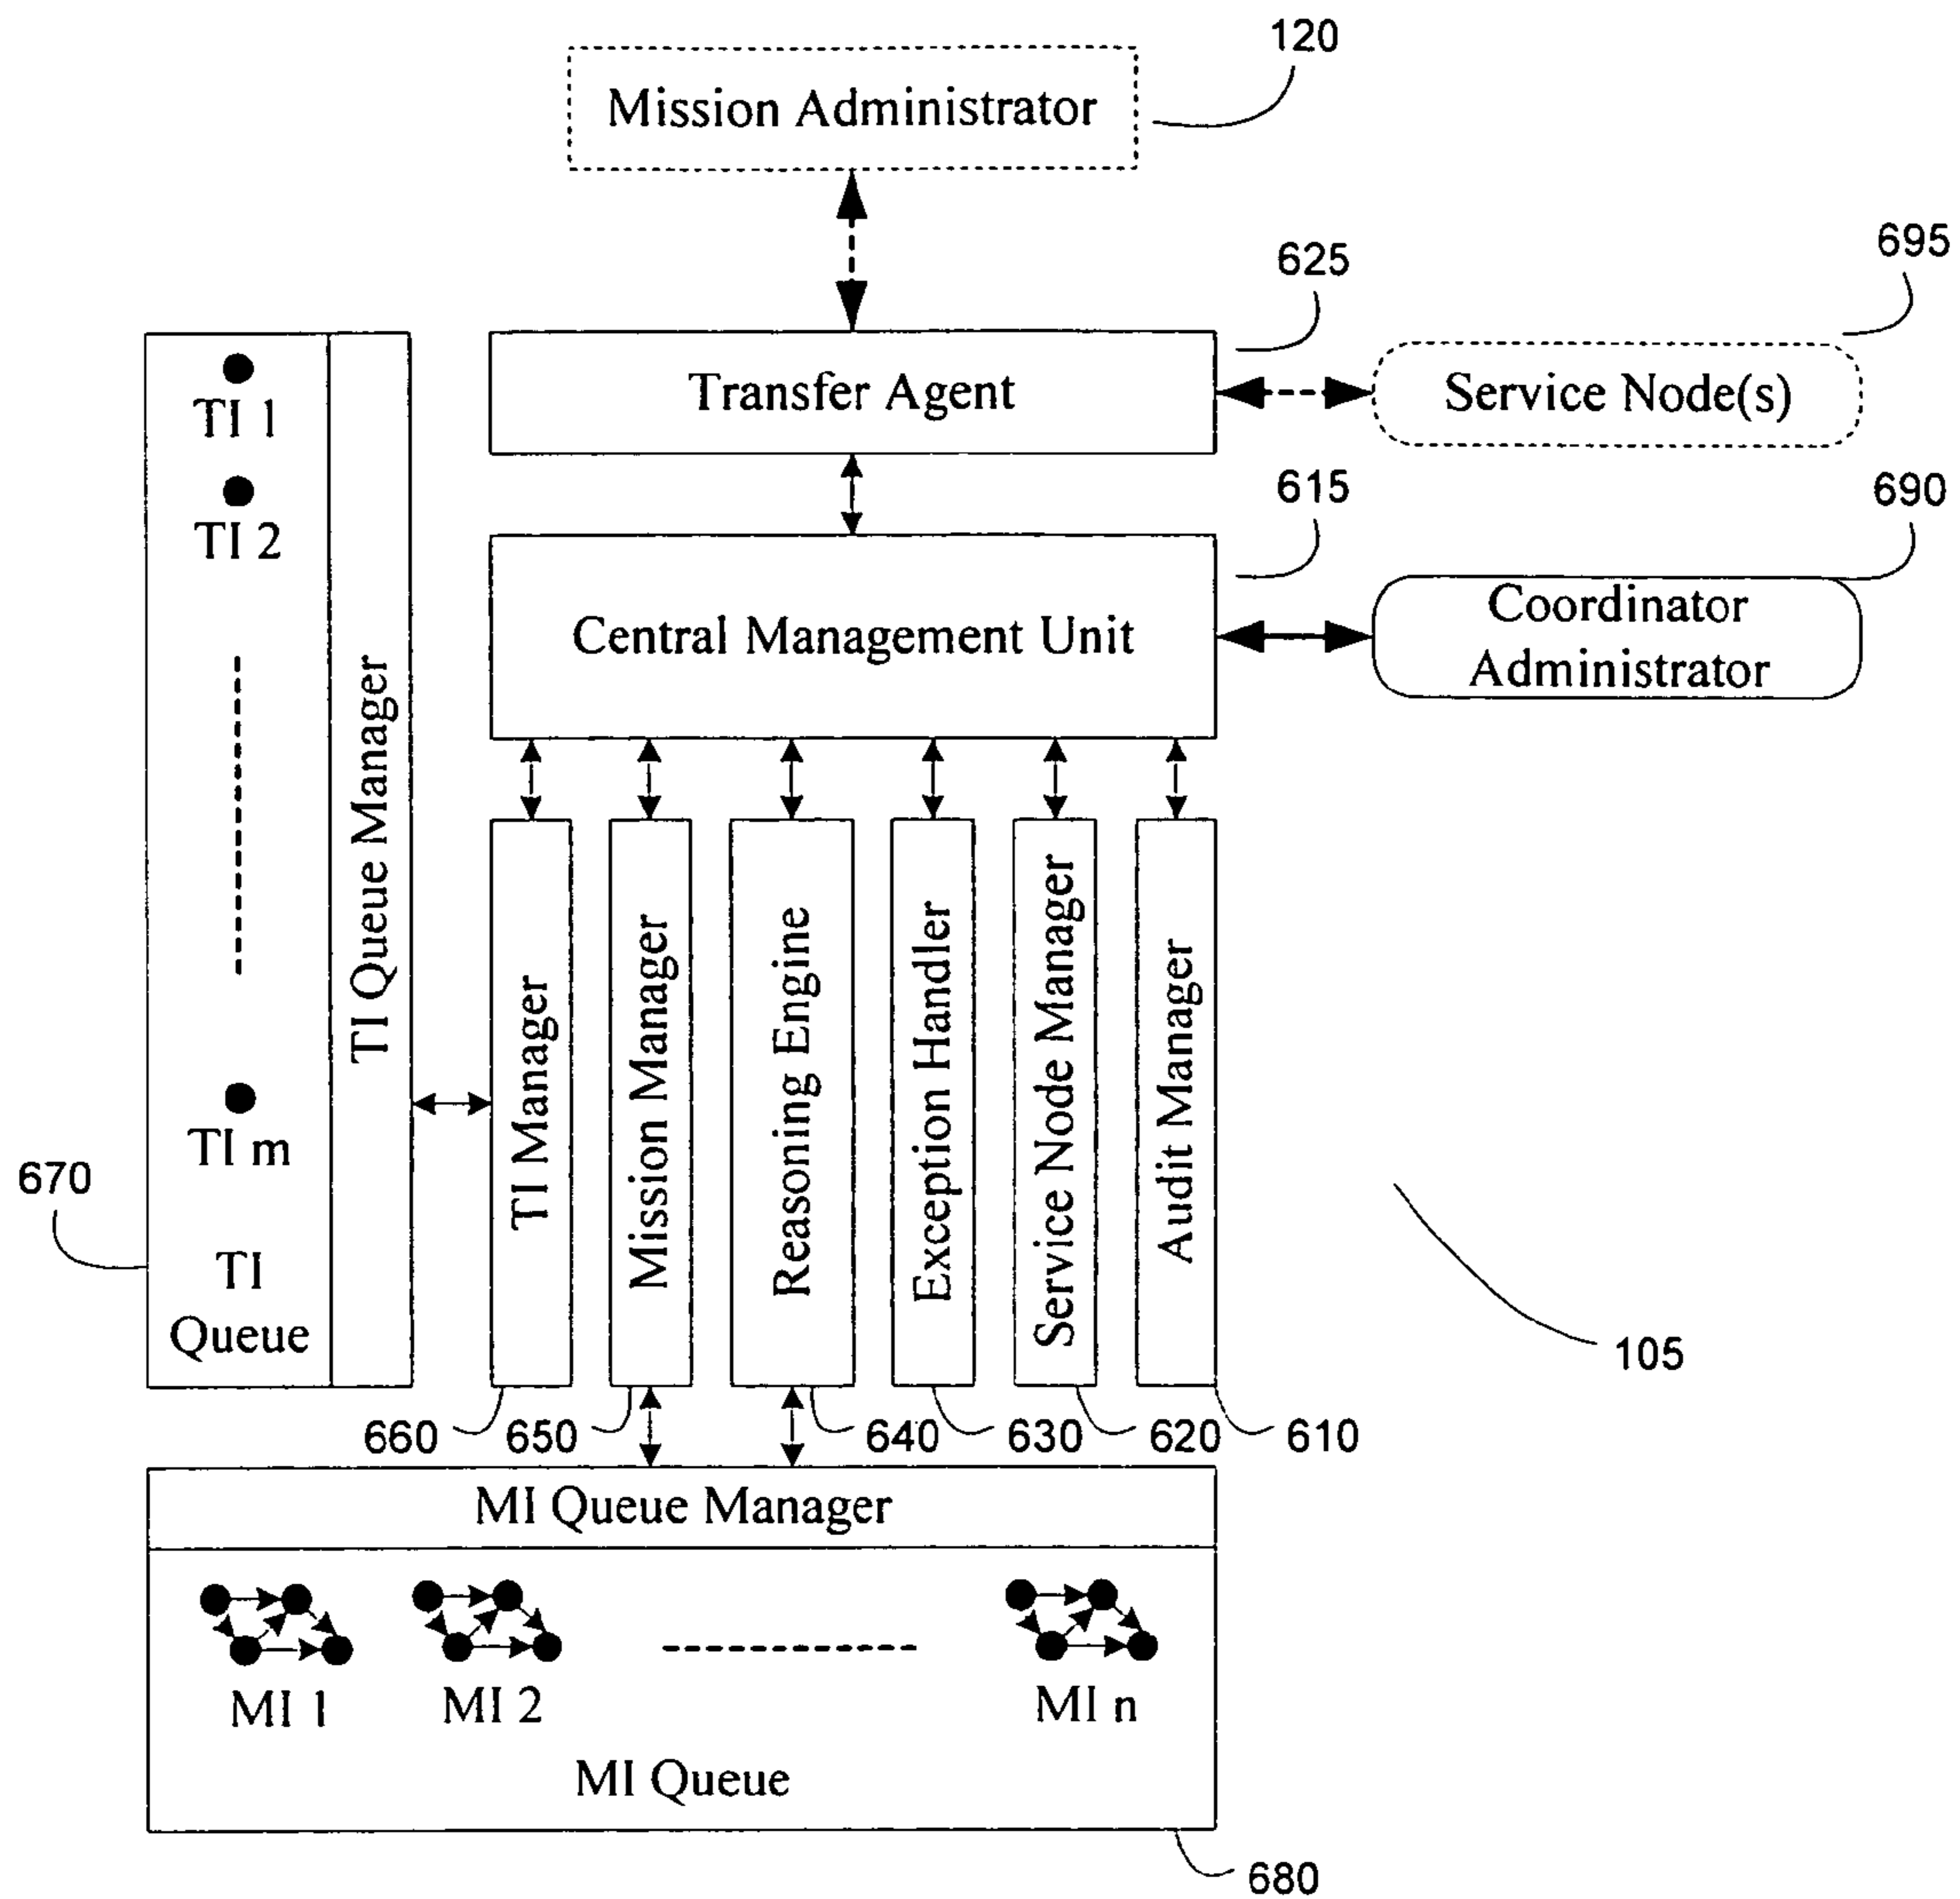 120
Mission Administrator
695
625
Transfer Agent
Service Node(s)
TI 1
TI 2
TI m
TI
Queue
TI Queue Manager
670
615
690
Central Management Unit
Coordinator
Administrator
TI Manager
Mission Manager
Reasoning Engine
Exception Handler
Service Node Manager
Audit Manager
105
660
650
640
630
620
610
MI Queue Manager
MI 1
MI 2
MI n
MI Queue
680